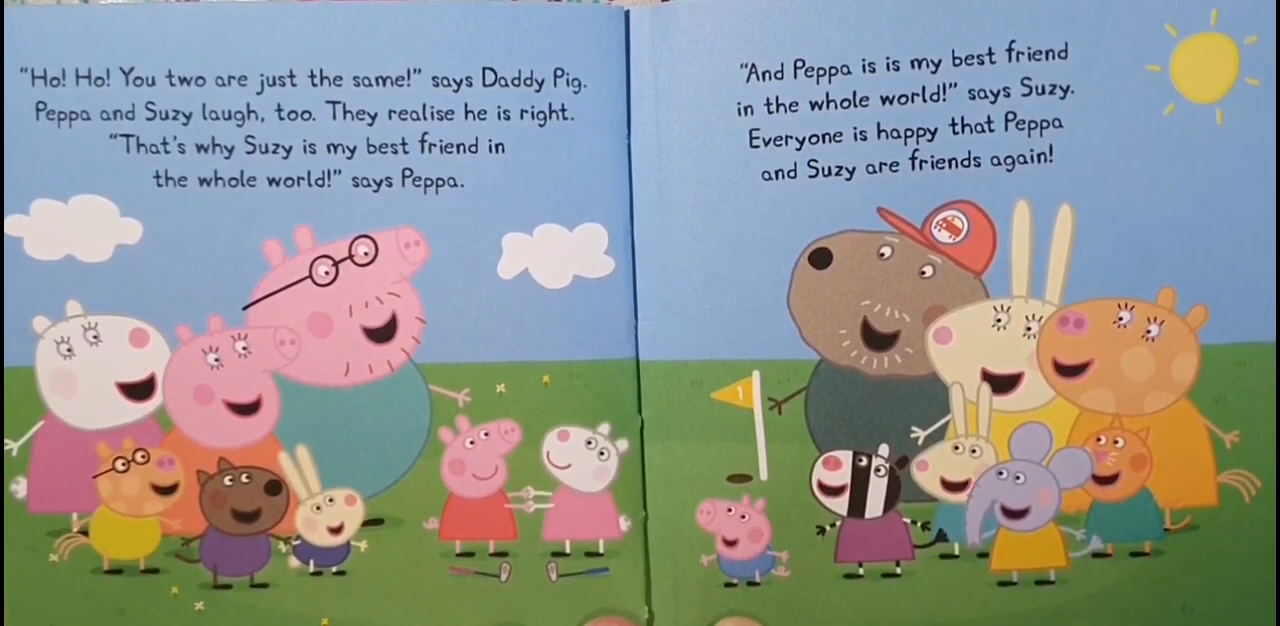 “Ho! Ho! You two are just the same!” says Daddy Pig.
Peppa and Suzy laugh, too. They realise he is right.
“That’s why Suzy is my best friend in
the whole world!” says Peppa.
“And Peppa is is my best friend
in the whole world!” says Suzy.
Everyone is happy that Peppa
and Suzy are friends again!
1